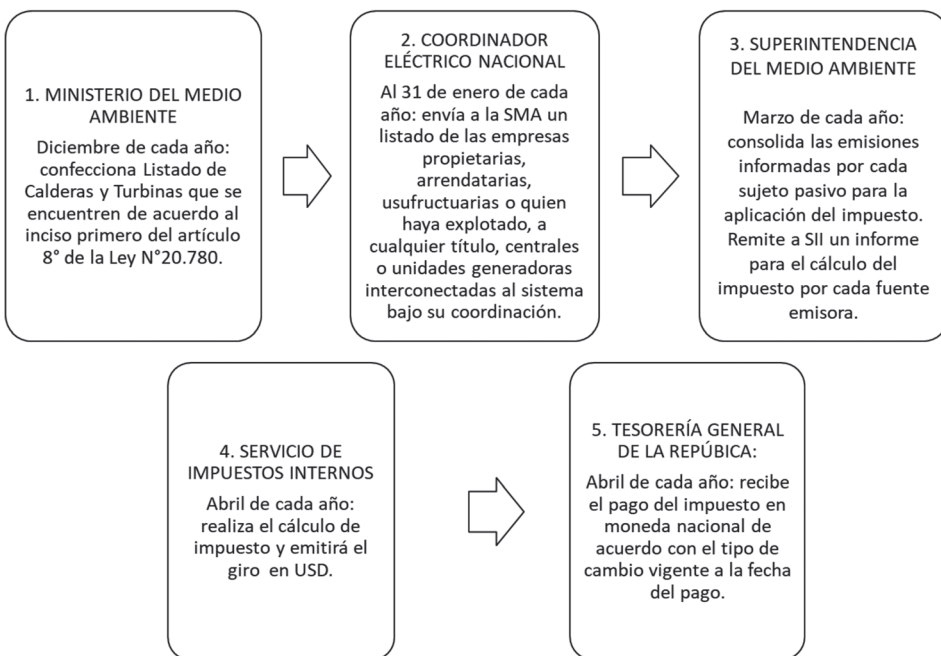 1. MINISTERIO DEL MEDIO
AMBIENTE
Diciembre de cada año:
confecciona Listado de
Calderas y Turbinas que se
encuentren de acuerdo al
inciso primero del artículo
8° de la Ley N°20.780.
2. COORDINADOR
ELÉCTRICO NACIONAL
Al 31 de enero de cada
año: envía a la SMA un
listado de las empresas
propietarias,
arrendatarias,
usufructuarias o quien
haya explotado, a
cualquier título, centrales
o unidades generadoras
interconectadas al sistema
bajo su coordinación.
3. SUPERINTENDENCIA
DEL MEDIO AMBIENTE
Marzo de cada año:
consolida las emisiones
informadas por cada
sujeto pasivo para la
aplicación del impuesto.
Remite a SII un informe
para el cálculo del
impuesto por cada fuente
emisora.
4. SERVICIO DE
IMPUESTOS INTERNOS
Abril de cada año:
realiza el cálculo de
impuesto y emitirá el
giro en USD.
5. TESORERÍA GENERAL
DE LA REPÚBICA:
Abril de cada año: recibe
el pago del impuesto en
moneda nacional de
acuerdo con el tipo de
cambio vigente a la fecha
del pago.